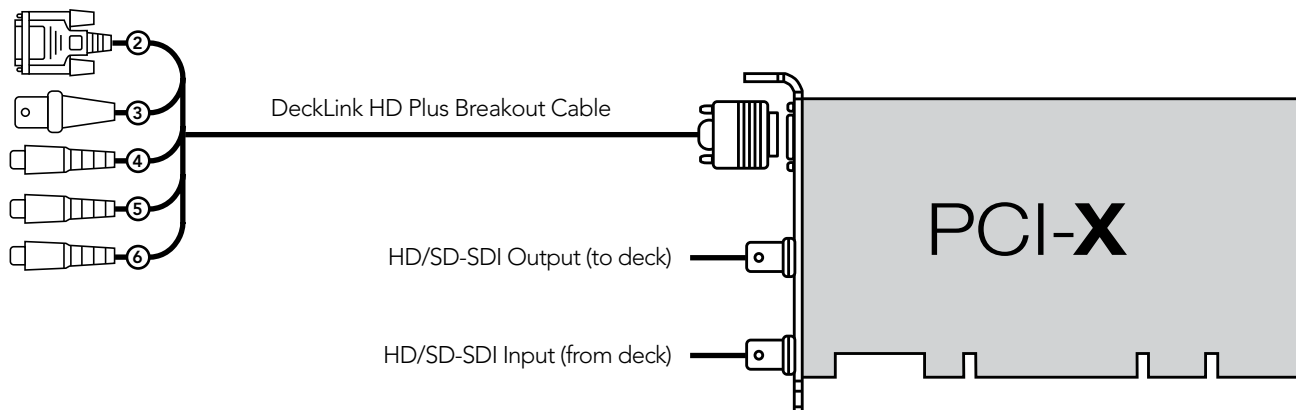 2
3
DeckLink HD Plus Breakout Cable
4
5
6
HD/SD-SDI Output (to deck)
HD/SD-SDI Input (from deck)
PCI-X